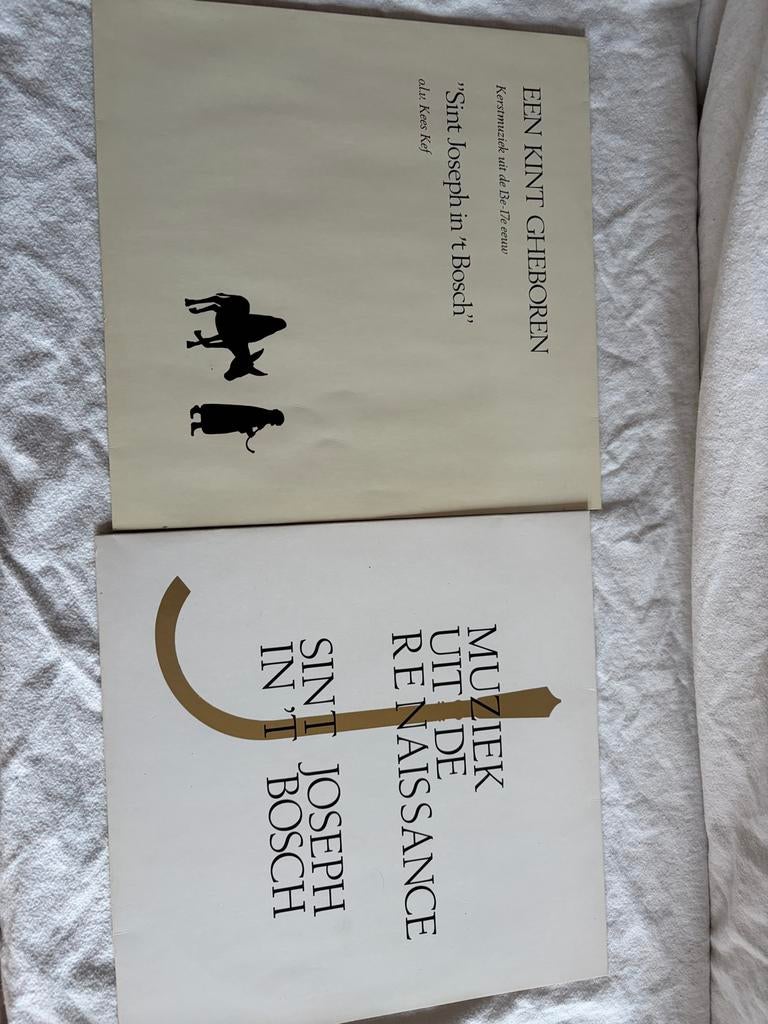 EEN KINT GHEBOREN
Kerstmuziek uit de 13e-17e eeuw
"Sint Joseph in 't Bosch"
o.l.v. Kees Kef
MUZIEK
UIT DE
RENAISSANCE
SINT JOSEPH
IN 'T BOSCH